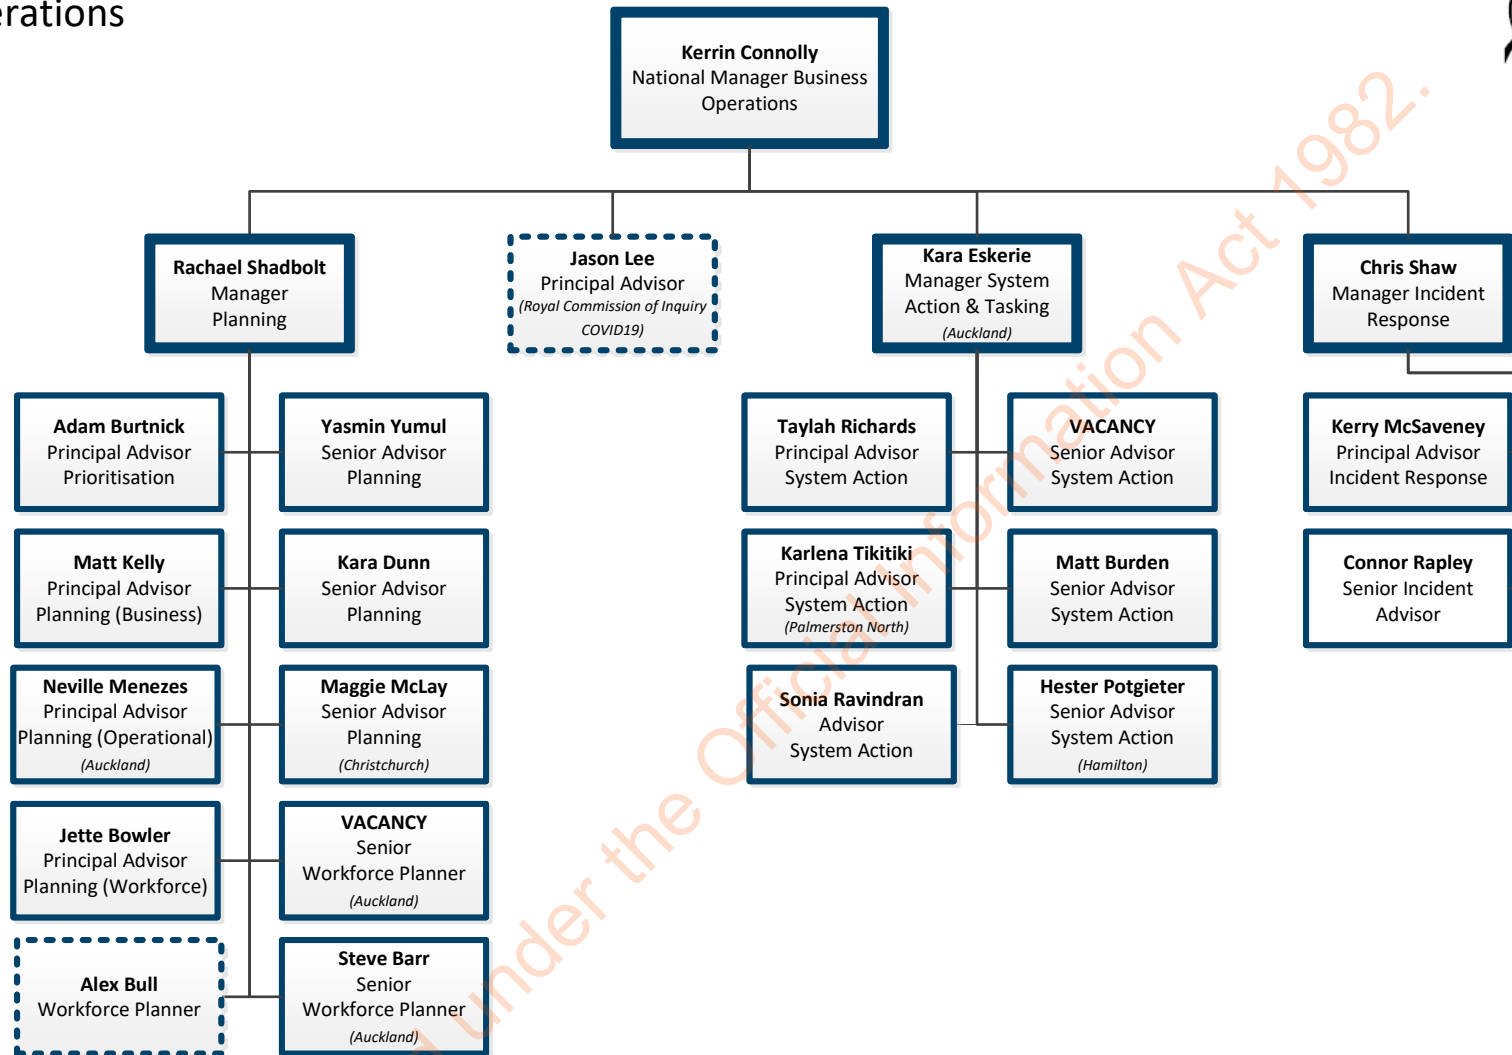 erations
Kerrin Connolly
National Manager Business
Operations
Rachael Shadbolt
Manager
Planning
Jason Lee
Principal Advisor
(Royal Commission of Inquiry
COVID19)
Kara Eskerie
Manager System
Action & Tasking
(Auckland)
Chris Shaw
Manager Incident
Response
Adam Burtnick
Principal Advisor
Prioritisation
Yasmin Yumul
Senior Advisor
Planning
Taylah Richards
Principal Advisor
System Action
VACANCY
Senior Advisor
System Action
Kerry McSaveney
Principal Advisor
Incident Response
Matt Kelly
Principal Advisor
Planning (Business)
Kara Dunn
Senior Advisor
Planning
Karlena Tikitiki
Principal Advisor
System Action
(Palmerston North)
Matt Burden
Senior Advisor
System Action
Connor Rapley
Senior Incident
Advisor
Neville Menezes
Principal Advisor
Planning (Operational)
(Auckland)
Maggie McLay
Senior Advisor
Planning
(Christchurch)
Sonia Ravindran
Advisor
System Action
Hester Potgieter
Senior Advisor
System Action
(Hamilton)
Jette Bowler
Principal Advisor
Planning (Workforce)
VACANCY
Senior
Workforce Planner
(Auckland)
Alex Bull
Workforce Planner
Steve Barr
Senior
Workforce Planner
(Auckland)
d under the Official Information Act 1982.